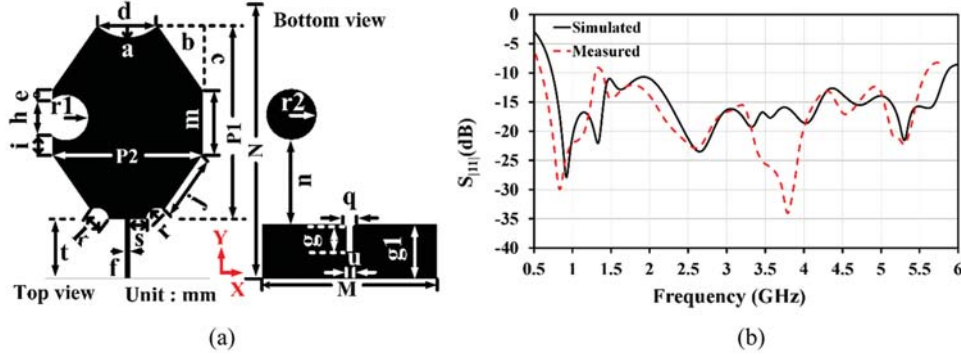 d
Bottom view
a
b
c
e
r1
h
m
P1
N
r2
i
P2
n
j
q
t
r
s
r
g
g1
f
u
Y
X
M
Top view
Unit : mm
(a)
0
-5
-10
-15
-20
-25
-30
-35
-40
S|11|(dB)
Simulated
Measured
0.5 1 1.5 2 2.5 3 3.5 4 4.5 5 5.5 6
Frequency (GHz)
(b)